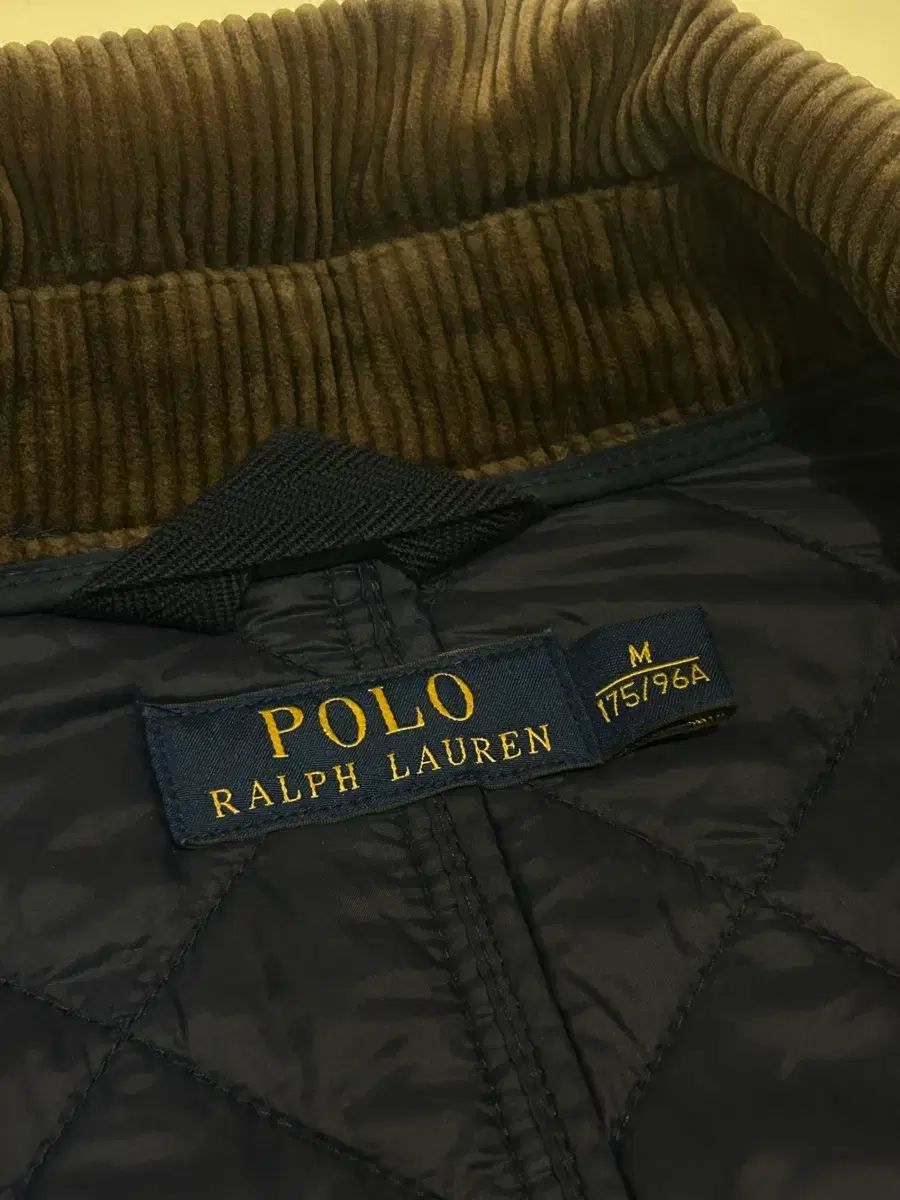 POLO
RALPH LAUREN
M
175/96A